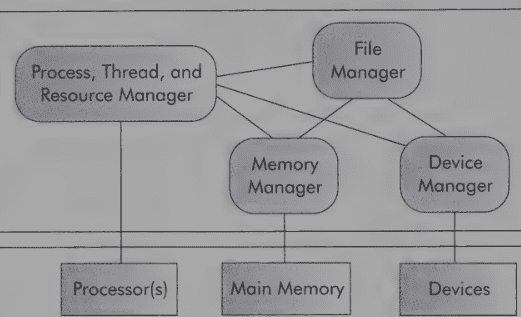 File
Manager
Process, Thread, and
Resource Manager
Memory
Manager
Device
Manager
Processor(s)
Main Memory
Devices